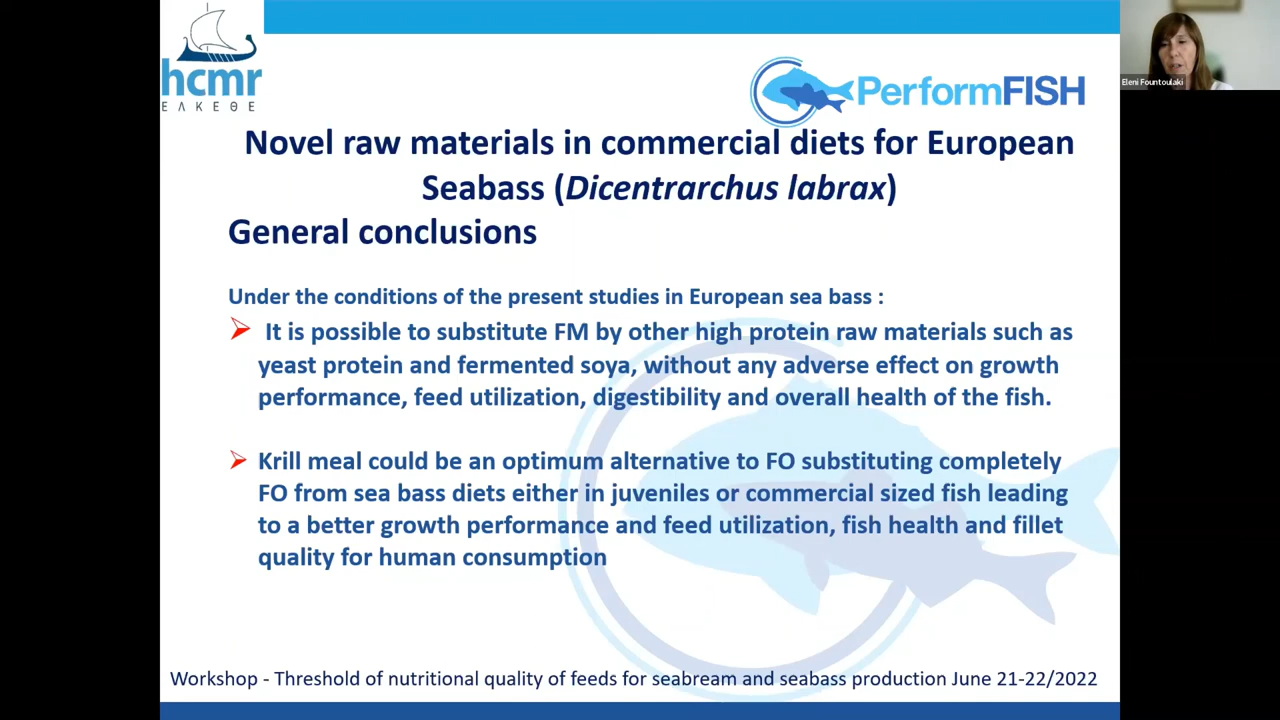 hcmr
ΕΛΚΕΘΕ
PerformFISH
Eleni Fountoulaki
Novel raw materials in commercial diets for European
Seabass (Dicentrarchus labrax)
General conclusions
Under the conditions of the present studies in European sea bass :
It is possible to substitute FM by other high protein raw materials such as
yeast protein and fermented soya, without any adverse effect on growth
performance, feed utilization, digestibility and overall health of the fish.
Krill meal could be an optimum alternative to FO substituting completely
FO from sea bass diets either in juveniles or commercial sized fish leading
to a better growth performance and feed utilization, fish health and fillet
quality for human consumption
Workshop - Threshold of nutritional quality of feeds for seabream and seabass production June 21-22/2022